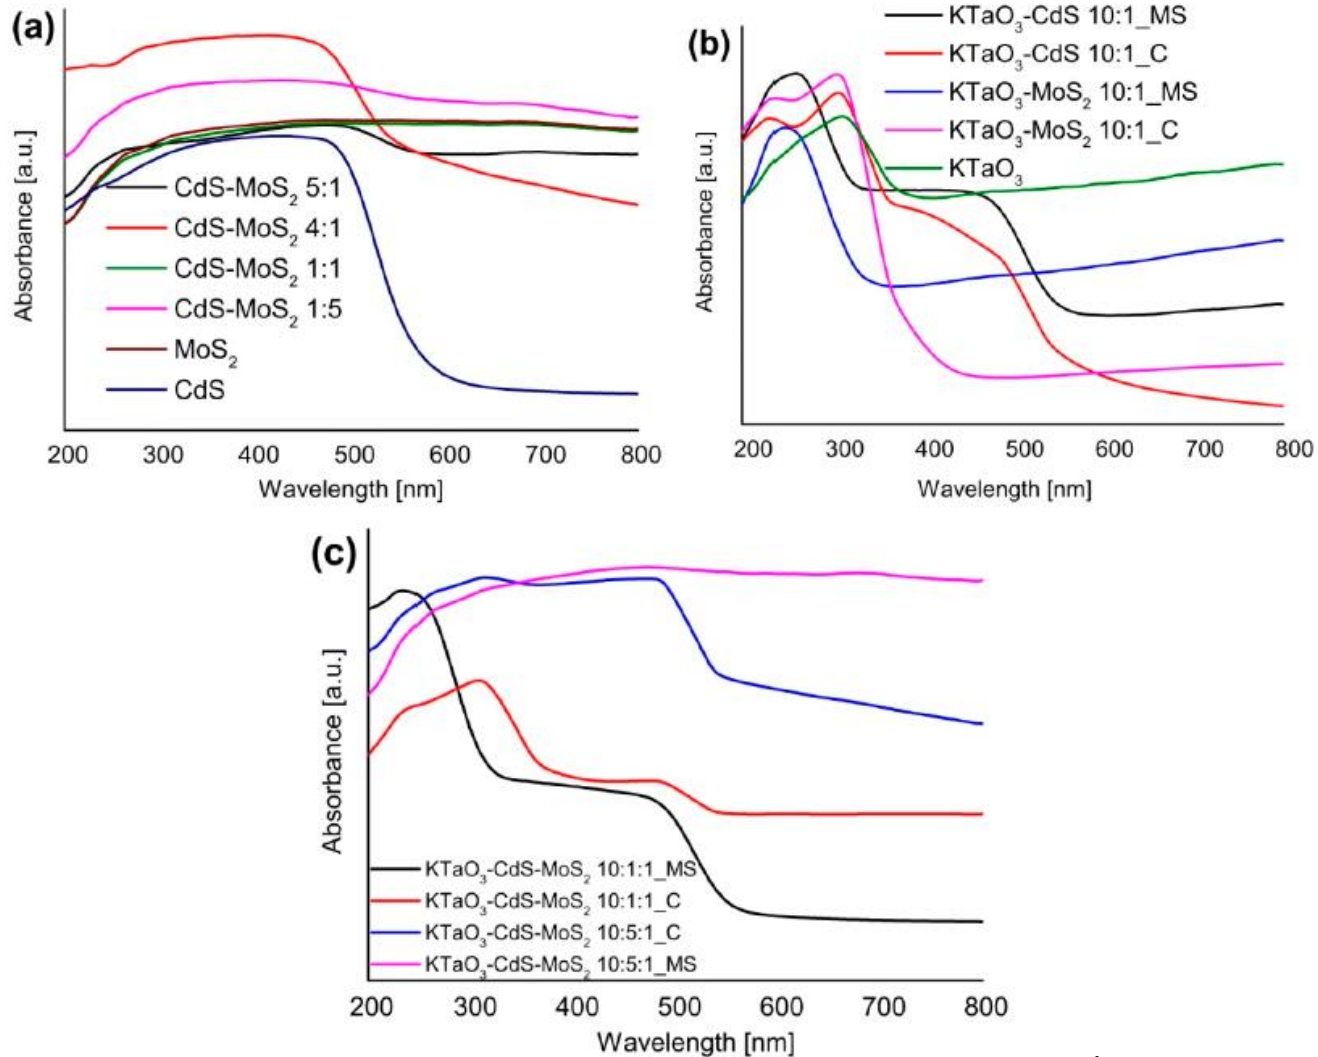 (a)
Absorbance [a.u.]
CdS-MoS₂ 5:1
CdS-MoS₂ 4:1
CdS-MoS₂ 1:1
CdS-MoS₂ 1:5
MoS₂
CdS
200 300 400 500 600 700 800
Wavelength [nm]
(b)
Absorbance [a.u.]
KTaO₃-CdS 10:1_MS
KTaO₃-CdS 10:1_C
KTaO₃-MoS₂ 10:1_MS
KTaO₃-MoS₂ 10:1_C
KTaO₃
200 300 400 500 600 700 800
Wavelength [nm]
(c)
Absorbance [a.u.]
KTaO₃-CdS-MoS₂ 10:1:1_MS
KTaO₃-CdS-MoS₂ 10:1:1_C
KTaO₃-CdS-MoS₂ 10:5:1_C
KTaO₃-CdS-MoS₂ 10:5:1_MS
200 300 400 500 600 700 800
Wavelength [nm]